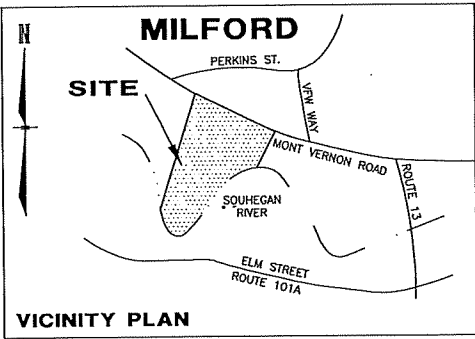 N
MILFORD
PERKINS ST.
SITE
VFW WAY
MONT VERNON ROAD
ROUTE 13
SOUHEGAN
RIVER
ELM STREET
ROUTE 101A
VICINITY PLAN